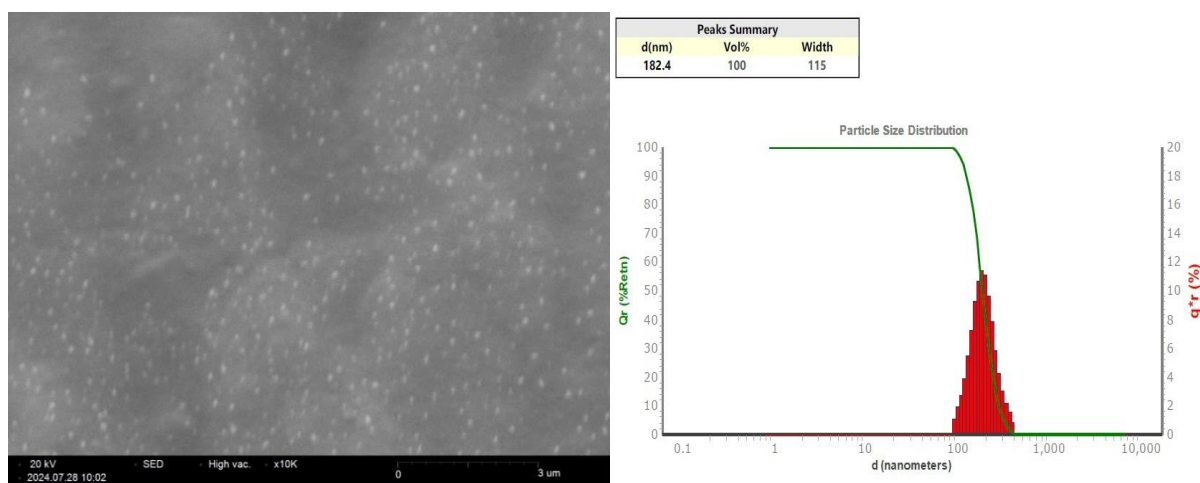 20 kV SED High vac. x10K 0 3 um
2024.07.28 10:02
Peaks Summary
d(nm) Vol% Width
182.4 100 115
Particle Size Distribution
100 20
90 18
80 16
70 14
60 12
50 10
40 8
30 6
20 4
10 2
0 0
Qr (%Retn)
q*r (%)
0.1 1 10 100 1,000 10,000
d (nanometers)